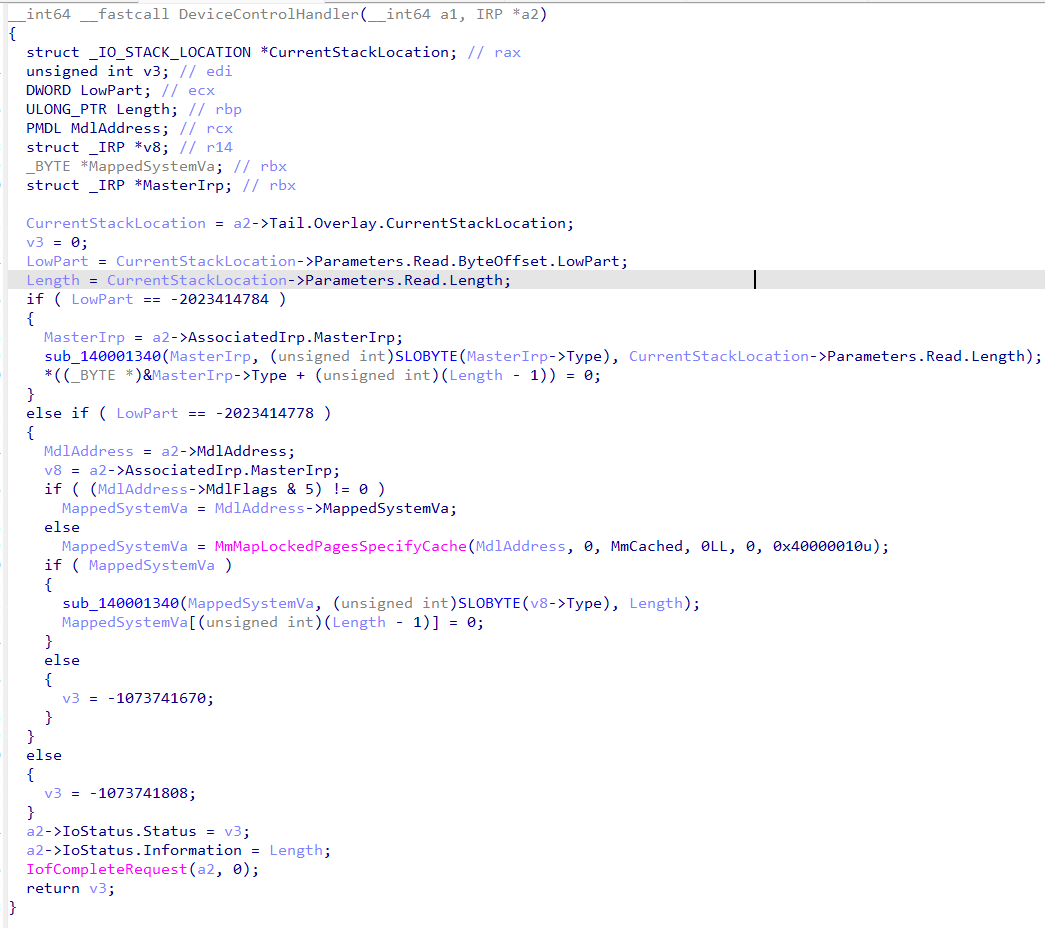 __int64 __fastcall DeviceControlHandler(__int64 a1, IRP *a2)
{
  struct _IO_STACK_LOCATION *CurrentStackLocation; // rax
  unsigned int v3; // edi
  DWORD LowPart; // ecx
  ULONG_PTR Length; // rbp
  PMDL MdlAddress; // rcx
  struct _IRP *v8; // r14
  _BYTE *MappedSystemVa; // rbx
  struct _IRP *MasterIrp; // rbx

  CurrentStackLocation = a2->Tail.Overlay.CurrentStackLocation;
  v3 = 0;
  LowPart = CurrentStackLocation->Parameters.Read.ByteOffset.LowPart;
  Length = CurrentStackLocation->Parameters.Read.Length;
  if ( LowPart == -2023414784 )
  {
    MasterIrp = a2->AssociatedIrp.MasterIrp;
    sub_140001340(MasterIrp, (unsigned int)SLOBYTE(MasterIrp->Type), CurrentStackLocation->Parameters.Read.Length);
    *((_BYTE *)&MasterIrp->Type + (unsigned int)(Length - 1)) = 0;
  }
  else if ( LowPart == -2023414778 )
  {
    MdlAddress = a2->MdlAddress;
    v8 = a2->AssociatedIrp.MasterIrp;
    if ( (MdlAddress->MdlFlags & 5) != 0 )
      MappedSystemVa = MdlAddress->MappedSystemVa;
    else
      MappedSystemVa = MmMapLockedPagesSpecifyCache(MdlAddress, 0, MmCached, 0LL, 0, 0x40000010u);
    if ( MappedSystemVa )
    {
      sub_140001340(MappedSystemVa, (unsigned int)SLOBYTE(v8->Type), Length);
      MappedSystemVa[(unsigned int)(Length - 1)] = 0;
    }
    else
    {
      v3 = -1073741670;
    }
  }
  else
  {
    v3 = -1073741808;
  }
  a2->IoStatus.Status = v3;
  a2->IoStatus.Information = Length;
  IofCompleteRequest(a2, 0);
  return v3;
}